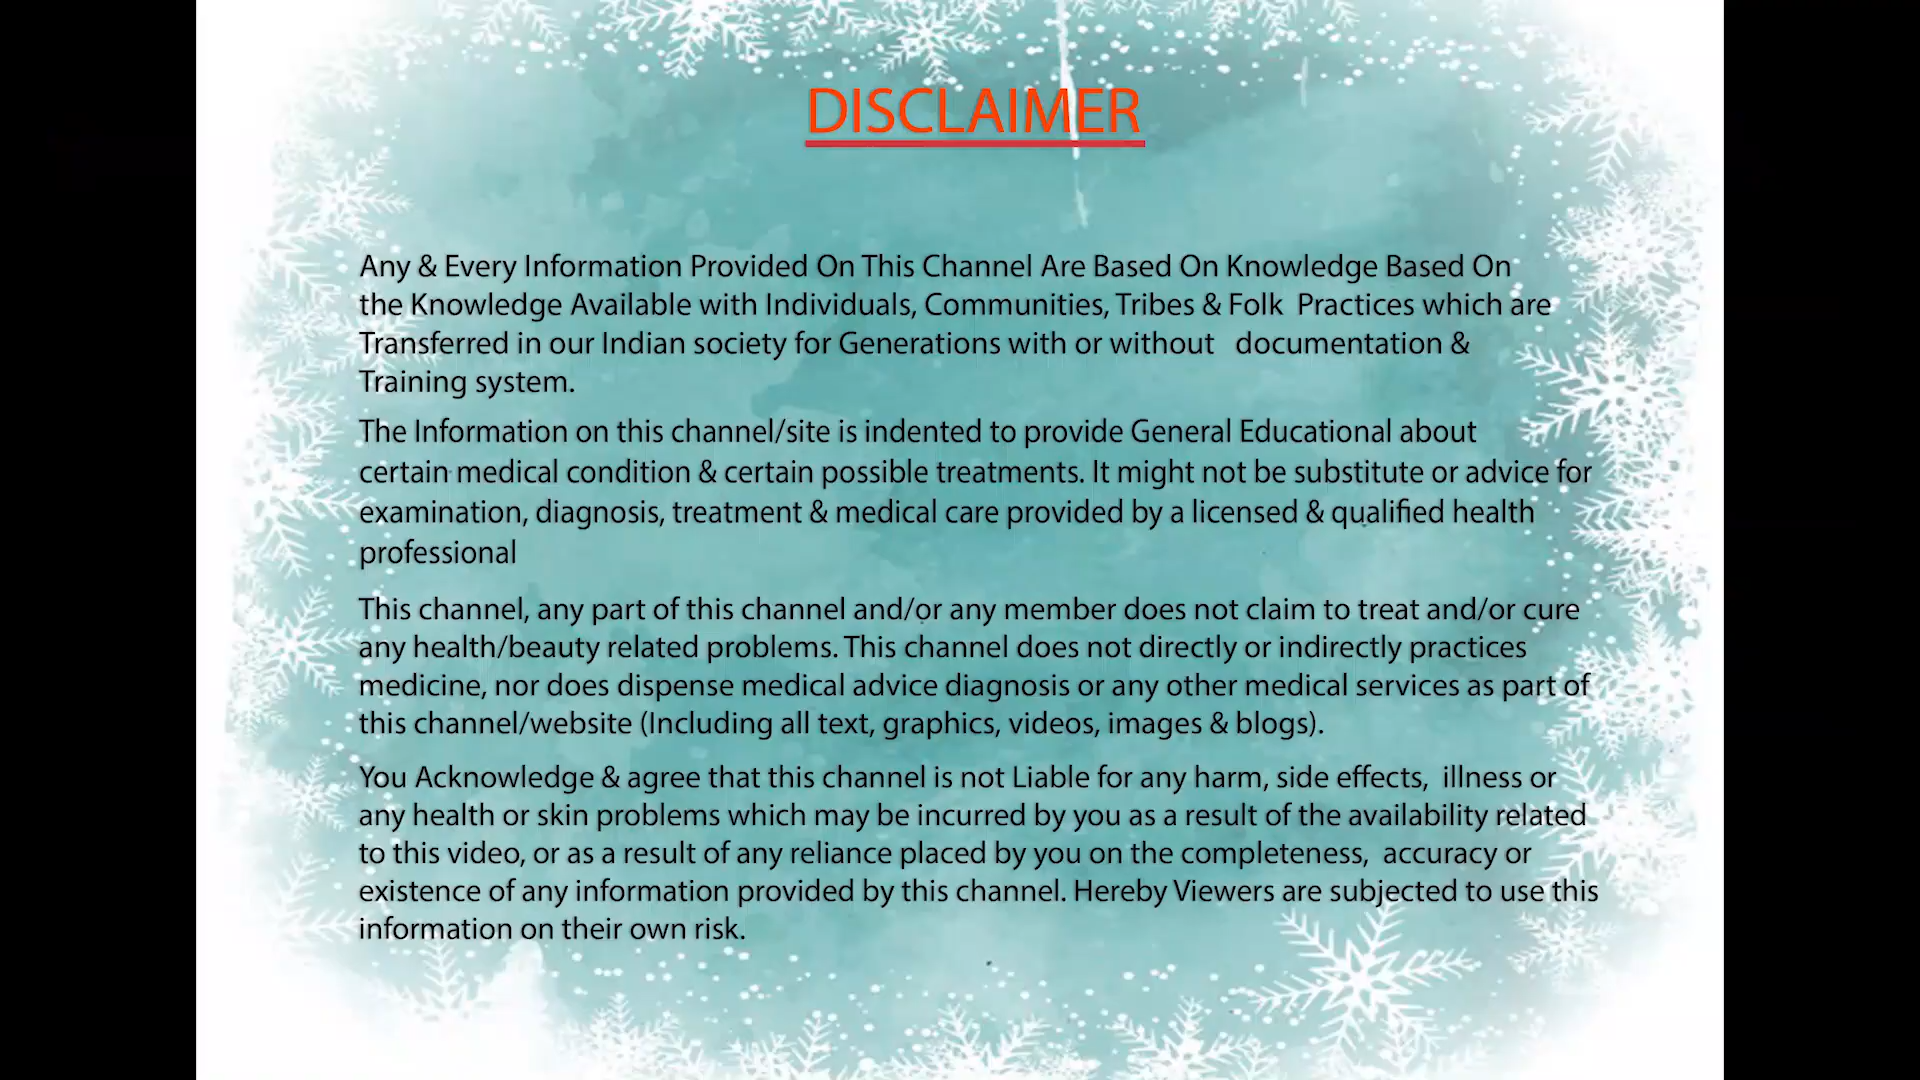 DISCLAIMER
Any & Every Information Provided On This Channel Are Based On Knowledge Based On
the Knowledge Available with Individuals, Communities, Tribes & Folk Practices which are
Transferred in our Indian society for Generations with or without documentation &
Training system.
The Information on this channel/site is indented to provide General Educational about
certain medical condition & certain possible treatments. It might not be substitute or advice for
examination, diagnosis, treatment & medical care provided by a licensed & qualified health
professional
This channel, any part of this channel and/or any member does not claim to treat and/or cure
any health/beauty related problems. This channel does not directly or indirectly practices
medicine, nor does dispense medical advice diagnosis or any other medical services as part of
this channel/website (Including all text, graphics, videos, images & blogs).
You Acknowledge & agree that this channel is not Liable for any harm, side effects, illness or
any health or skin problems which may be incurred by you as a result of the availability related
to this video, or as a result of any reliance placed by you on the completeness, accuracy or
existence of any information provided by this channel. Hereby Viewers are subjected to use this
information on their own risk.